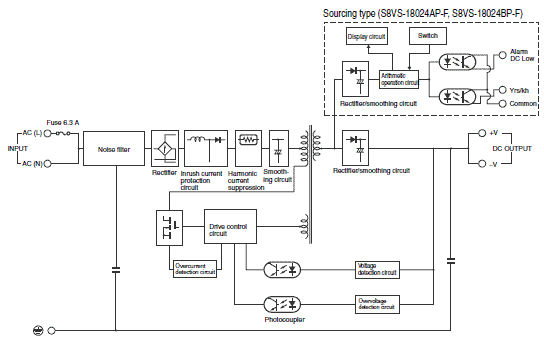 Sourcing type (S8VS-18024AP-F, S8VS-18024BP-F)
Display circuit
Switch
Alarm
DC Low
Arithmetic
operation circuit
Yrs/kh
Common
Rectifier/smoothing circuit
Fuse 6.3 A
AC (L)
INPUT
AC (N)
Noise filter
Rectifier
Inrush current
protection
circuit
Harmonic
current
suppression
Smooth-
ing circuit
Rectifier/smoothing circuit
+V
DC OUTPUT
−V
Drive control
circuit
Overcurrent
detection circuit
Voltage
detection circuit
Overvoltage
detection circuit
Photocoupler